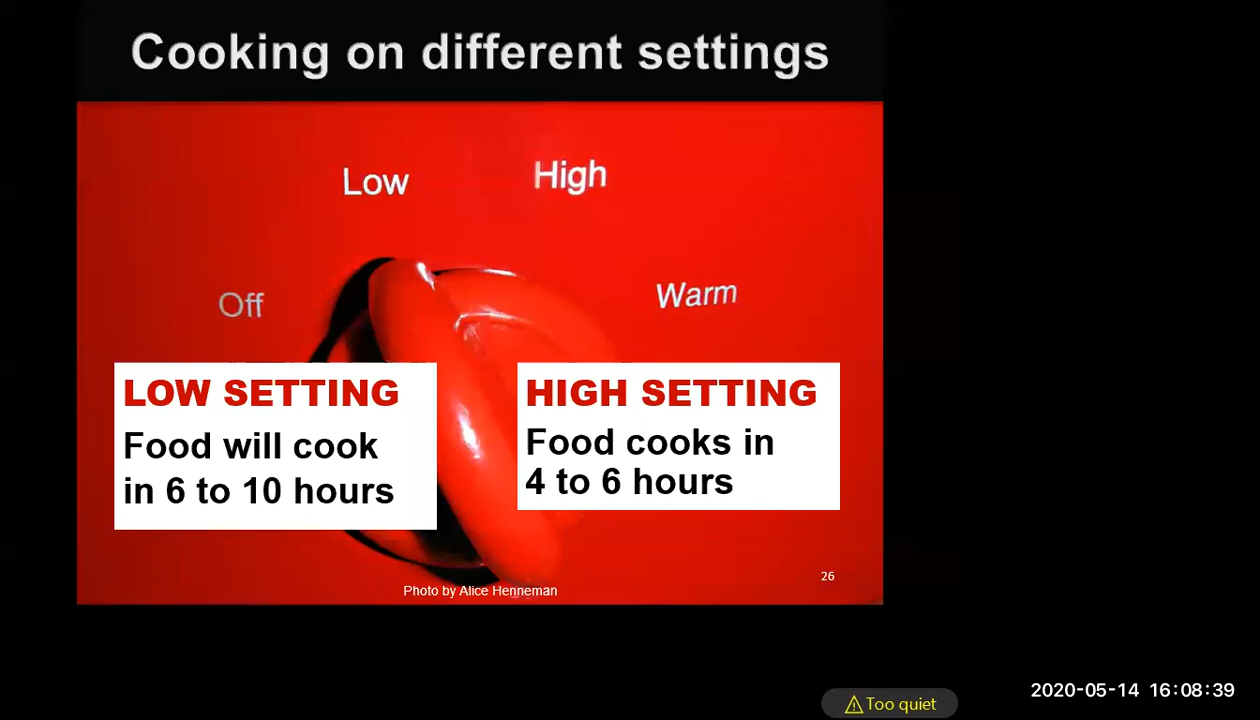 Cooking on different settings
Low
High
Off
Warm
LOW SETTING
Food will cook
in 6 to 10 hours
HIGH SETTING
Food cooks in
4 to 6 hours
26
Photo by Alice Henneman
2020-05-14 16:08:39
Too quiet